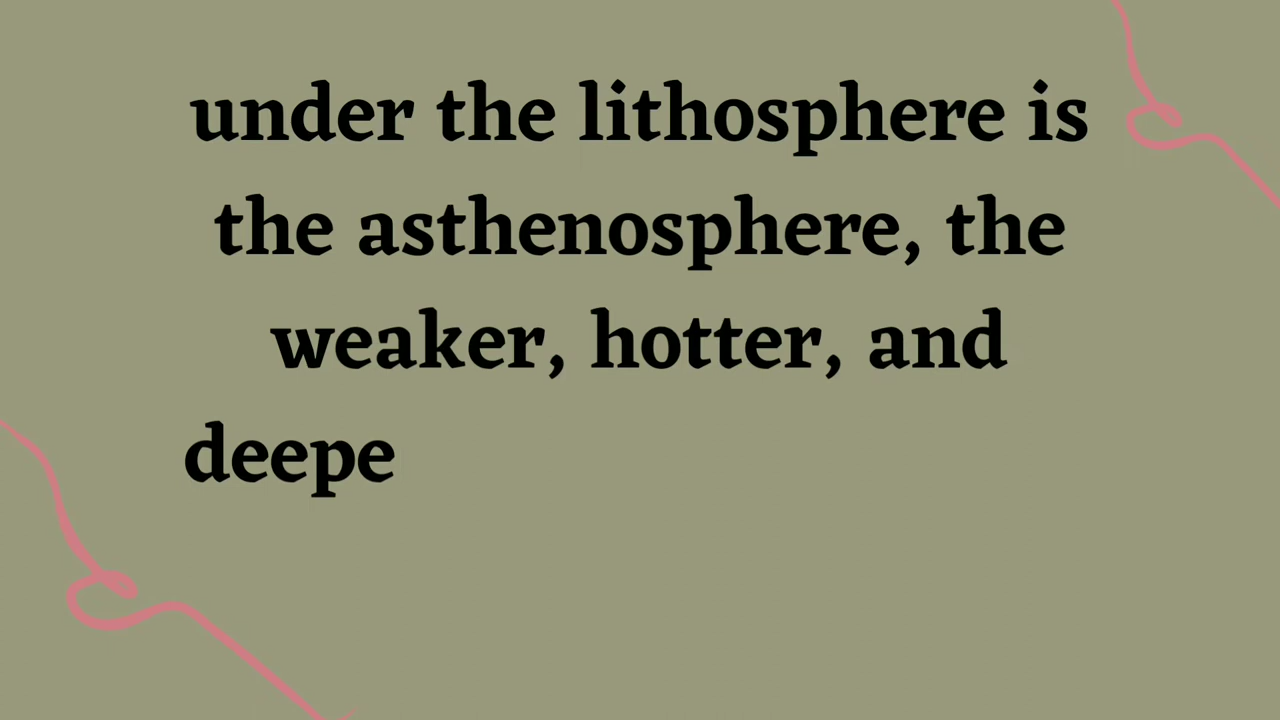 under the lithosphere is
the asthenosphere, the
weaker, hotter, and
deepe